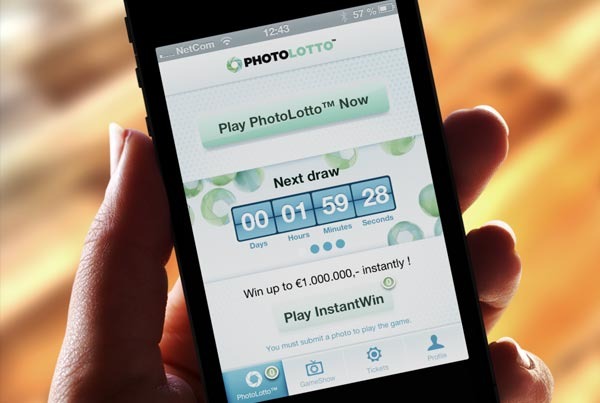 NetCom 12:43 57 %
PHOTOLOTTO™
Play PhotoLotto™ Now
Next draw
00 01 59 28
Days Hours Minutes Seconds
Win up to €1.000.000,- instantly !
Play InstantWin 0
You must submit a photo to play the game.
0
PhotoLotto™ GameShow Tickets Profile